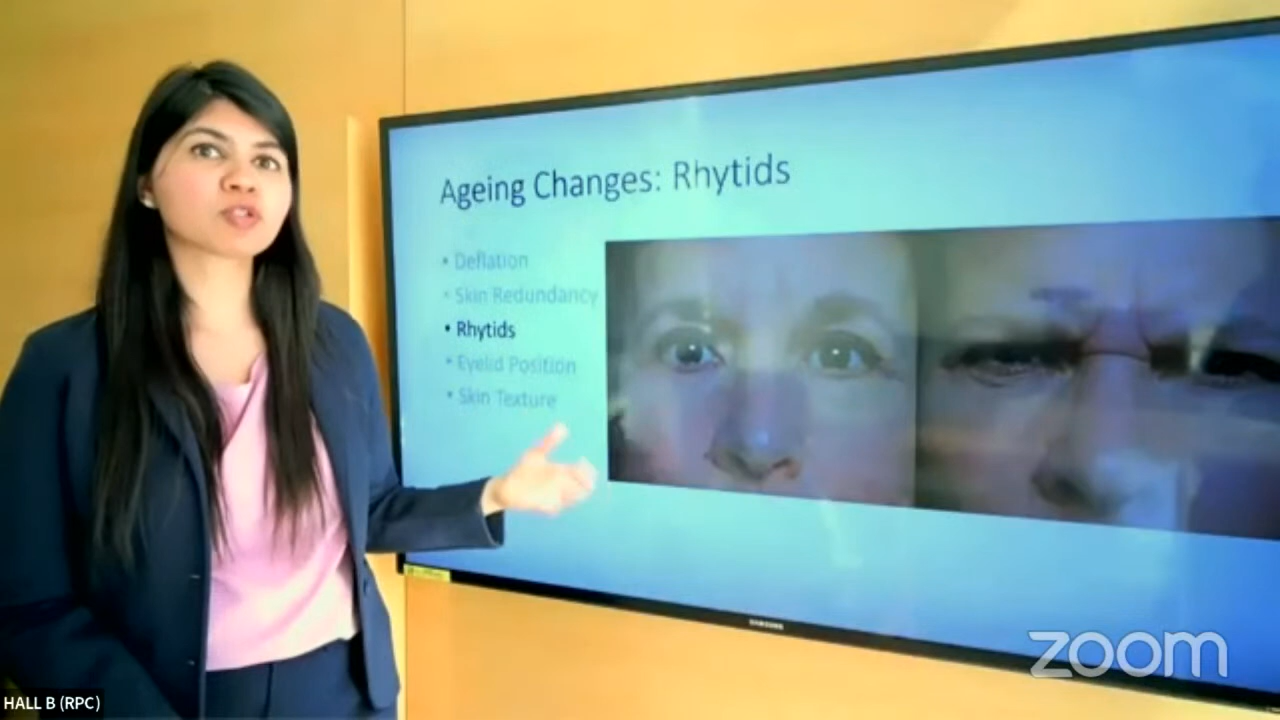 Ageing Changes: Rhytids
• Deflation
• Skin Redundancy
• Rhytids
• Eyelid Position
• Skin Texture
SAMSUNG
zoom
HALL B (RPC)